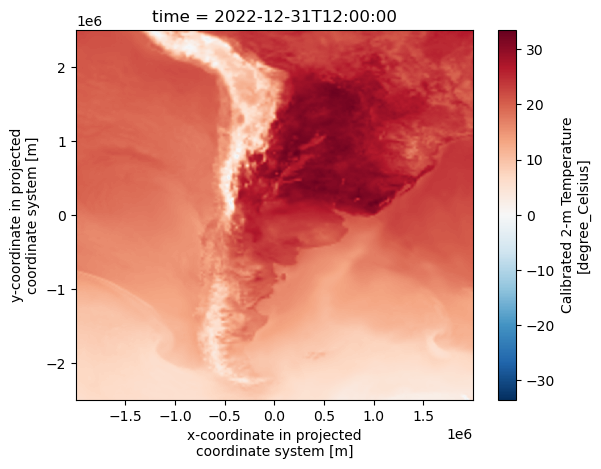 time = 2022-12-31T12:00:00
1e6
2
1
0
−1
−2
y-coordinate in projected
coordinate system [m]
−1.5 −1.0 −0.5 0.0 0.5 1.0 1.5
1e6
x-coordinate in projected
coordinate system [m]
30
20
10
0
−10
−20
−30
Calibrated 2-m Temperature
[degree_Celsius]